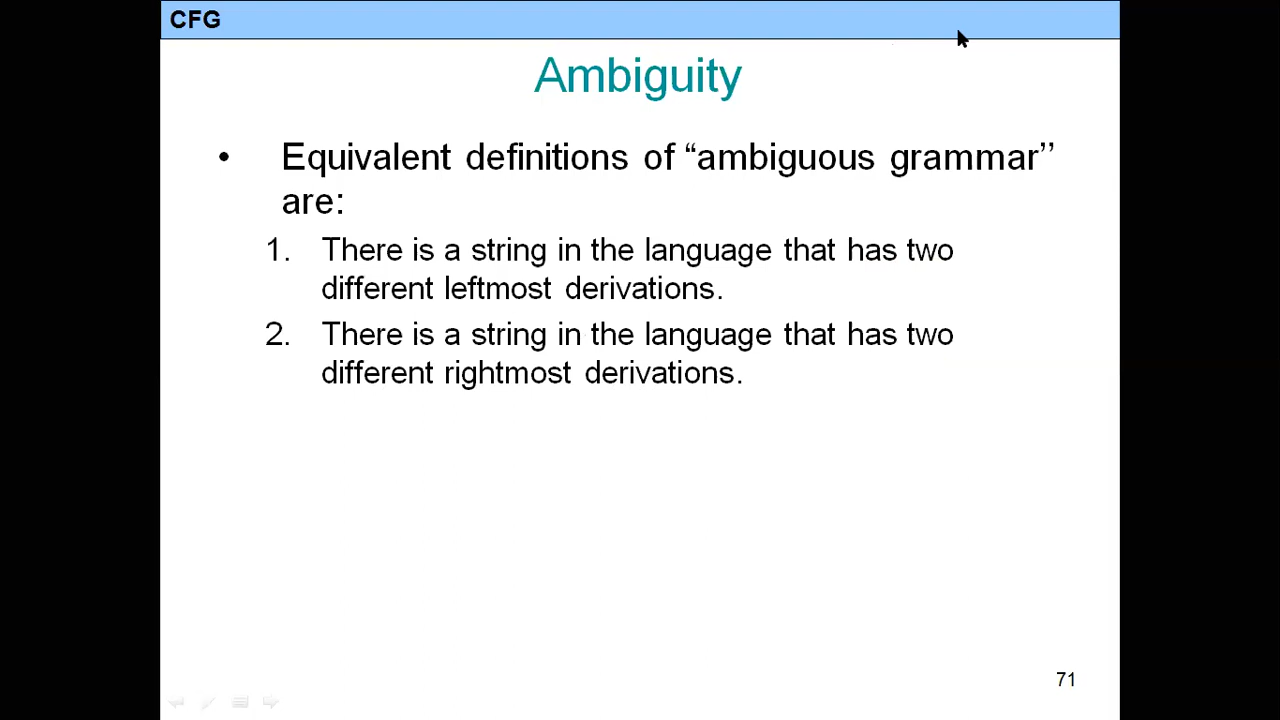 CFG
Ambiguity
• Equivalent definitions of “ambiguous grammar’’
are:
1. There is a string in the language that has two
different leftmost derivations.
2. There is a string in the language that has two
different rightmost derivations.
71